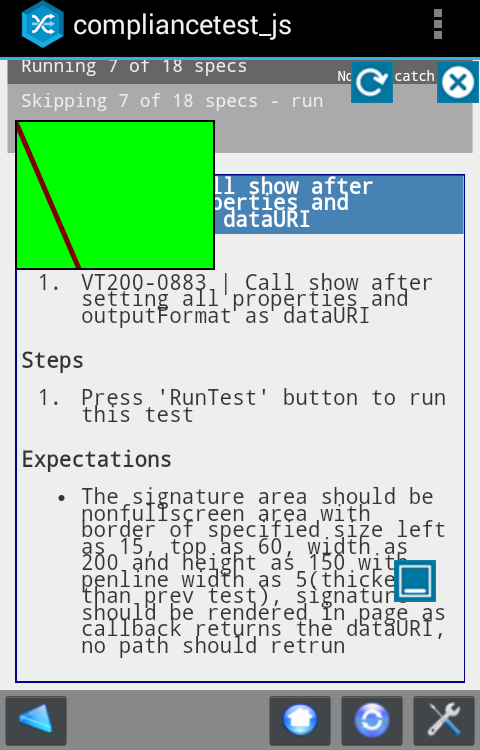 compliancetest_js
Running 7 of 18 specs
No catch
Skipping 7 of 18 specs - run
ll show after
perties and
dataURI
1. VT200-0883 | Call show after
setting all properties and
outputFormat as dataURI
Steps
1. Press 'RunTest' button to run
this test
Expectations
• The signature area should be
nonfullscreen area with
border of specified size left
as 15, top as 60, width as
200 and height as 150 with
penline width as 5(thicke
than prev test), signatur
should be rendered in page as
callback returns the dataURI,
no path should retrun